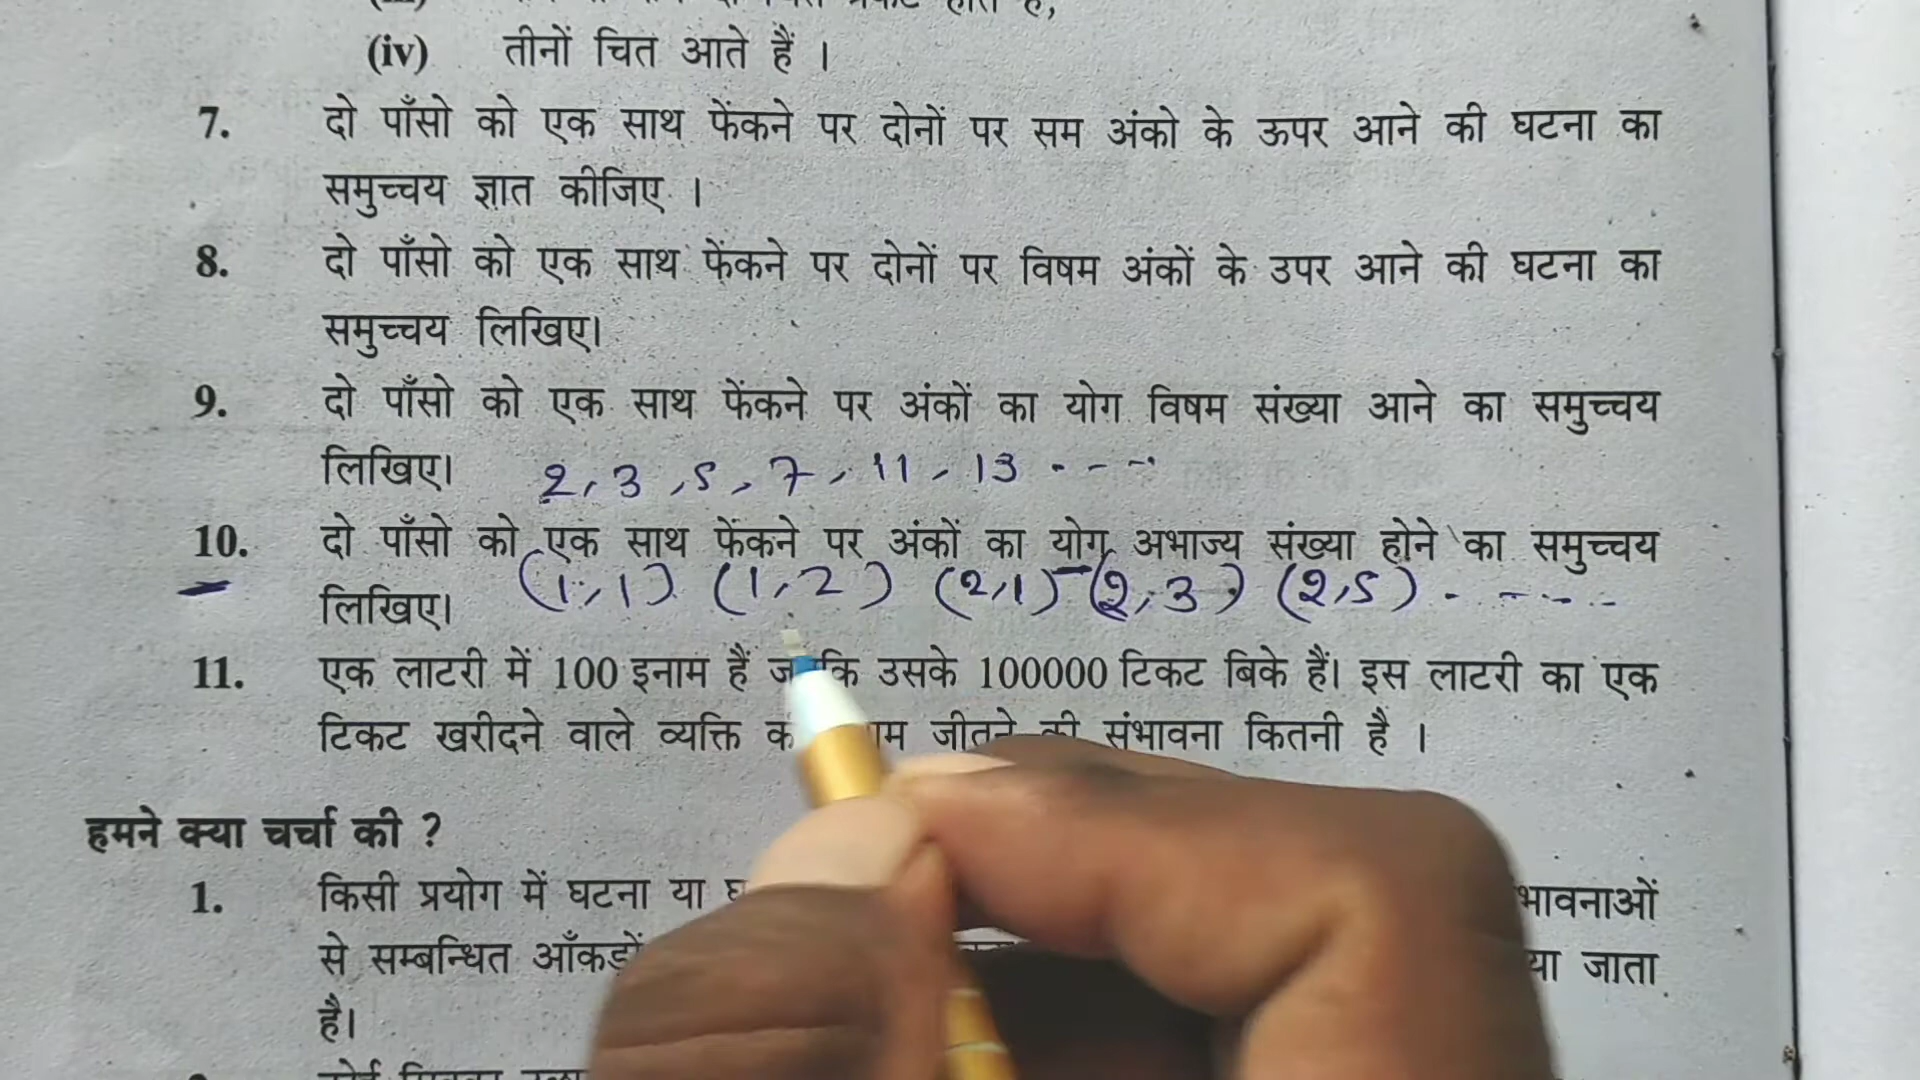 (iv) तीनों चित आते हैं ।
7. दो पाँसो को एक साथ फेंकने पर दोनों पर सम अंको के ऊपर आने की घटना का
समुच्चय ज्ञात कीजिए ।
8. दो पाँसो को एक साथ फेंकने पर दोनों पर विषम अंकों के उपर आने की घटना का
समुच्चय लिखिए।
9. दो पाँसो को एक साथ फेंकने पर अंकों का योग विषम संख्या आने का समुच्चय
लिखिए। 2, 3, 5, 7, 11, 13 - - - -
10. दो पाँसो को एक साथ फेंकने पर अंकों का योग अभाज्य संख्या होने का समुच्चय
लिखिए। (1,1) (1,2) (2,1) (2,3) (2,5) - - - - -
11. एक लाटरी में 100 इनाम हैं उसके 100000 टिकट बिके हैं। इस लाटरी का एक
टिकट खरीदने वाले व्यक्ति जीतने की संभावना कितनी है ।
हमने क्या चर्चा की ?
1. किसी प्रयोग में घटना या
से सम्बन्धित जाता
है।